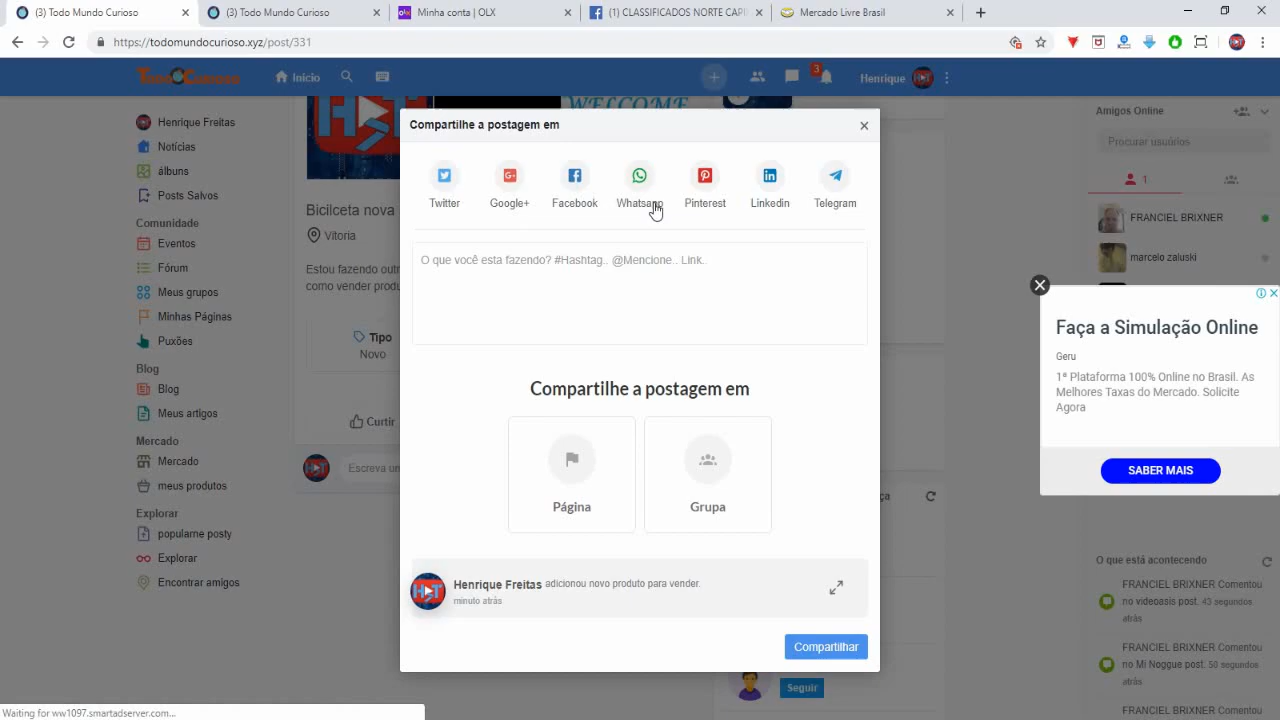 (3) Todo Mundo Curioso
(3) Todo Mundo Curioso
Minha conta | OLX
(1) CLASSIFICADOS NORTE CAPI
Mercado Livre Brasil
https://todomundocurioso.xyz/post/331
Inicio
3
Henrique
WELCOME
Henrique Freitas
Notícias
álbuns
Posts Salvos
Comunidade
Eventos
Fórum
Meus grupos
Minhas Páginas
Puxões
Blog
Blog
Meus artigos
Mercado
Mercado
meus produtos
Explorar
popularne posty
Explorar
Encontrar amigos
Bicilceta nova
Vitoria
Estou fazendo outr
como vender produ
Tipo
Novo
Curtir
Escreva un
Compartilhe a postagem em
Twitter
Google+
Facebook
Whatsapp
Pinterest
Linkedin
Telegram
O que você esta fazendo? #Hashtag.. @Mencione.. Link..
Compartilhe a postagem em
Página
Grupa
Henrique Freitas adicionou novo produto para vender.
minuto atrás
Compartilhar
Seguir
Amigos Online
Procurar usuários
1
FRANCIEL BRIXNER
marcelo zaluski
Faça a Simulação Online
Geru
1ª Plataforma 100% Online no Brasil. As
Melhores Taxas do Mercado. Solicite
Agora
SABER MAIS
O que está acontecendo
FRANCIEL BRIXNER Comentou
no videoasis post. 43 segundos
atrás
FRANCIEL BRIXNER Comentou
no Mi Noggue post. 50 segundos
atrás
FRANCIEL BRIXNER Comentou
Waiting for ww1097.smartadserver.com...